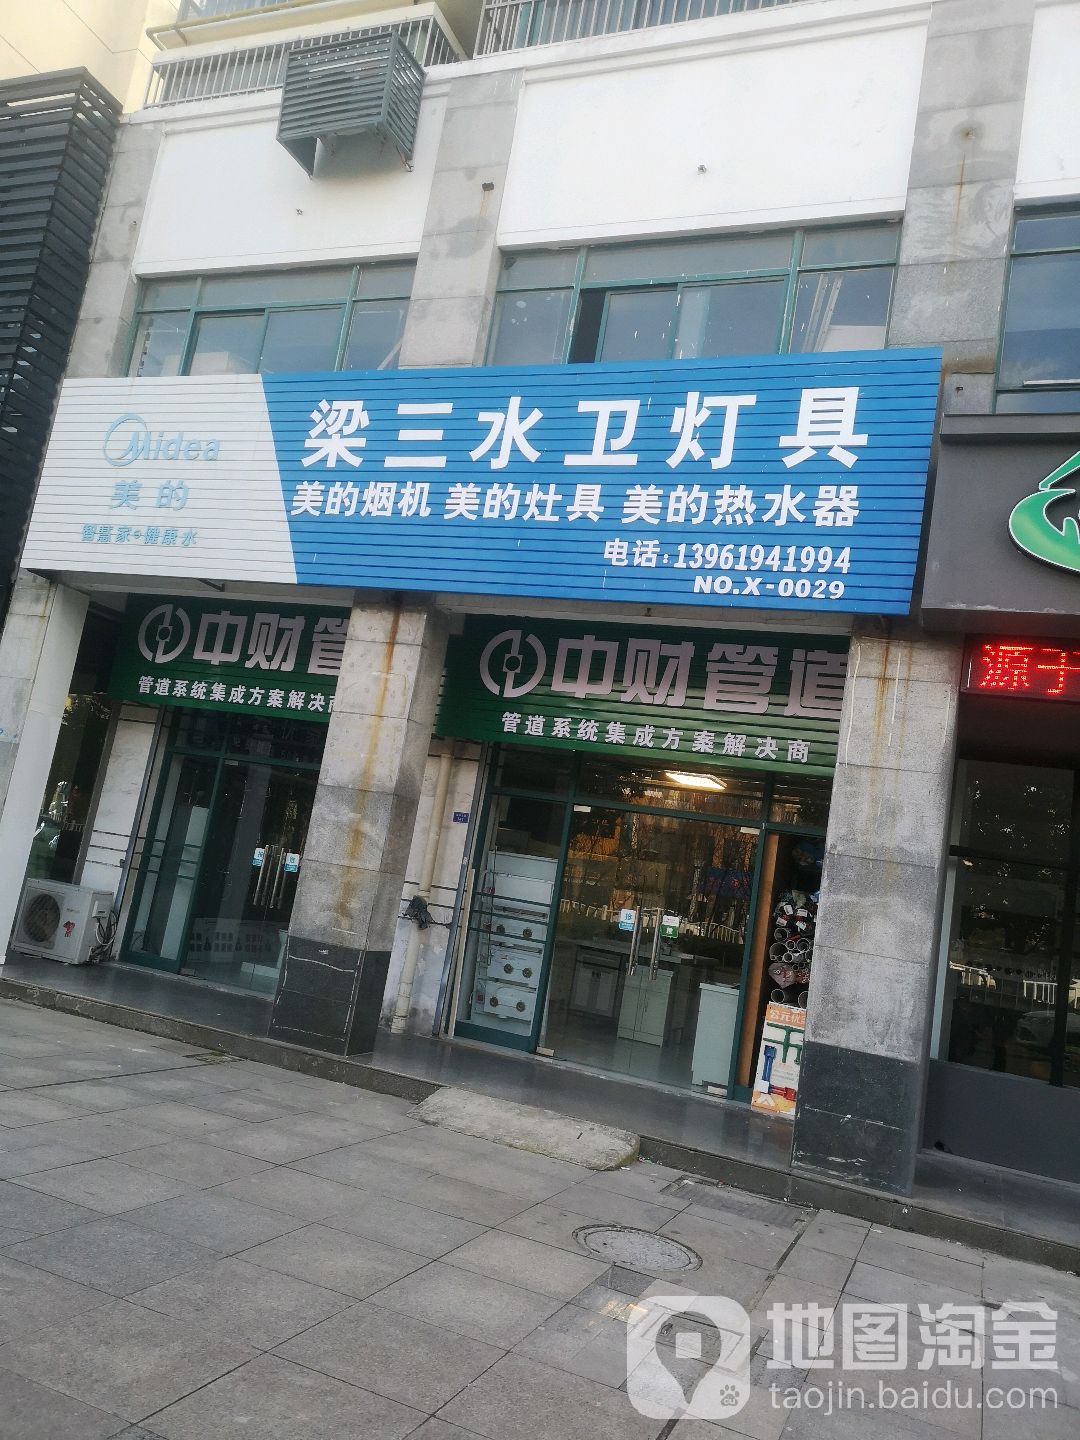 Midea
美的
智慧家·健康水
梁三水卫灯具
美的烟机 美的灶具 美的热水器
电话：13961941994
NO.X-0029
中财管
管道系统集成方案解决商
中财管道
管道系统集成方案解决商
公元优
地图淘金
taojin.baidu.com